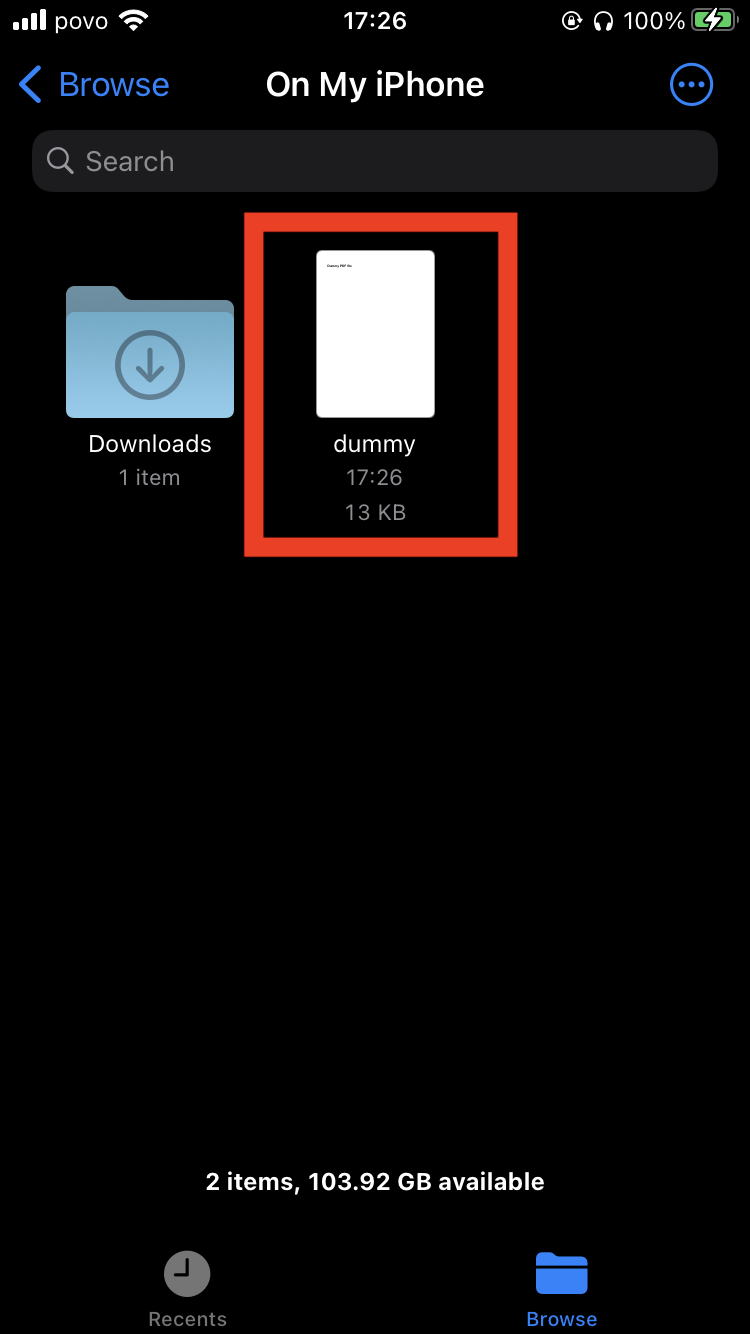 povo 17:26 100%
Browse On My iPhone
Search
Dummy PDF file
Downloads
1 item
dummy
17:26
13 KB
2 items, 103.92 GB available
Recents Browse